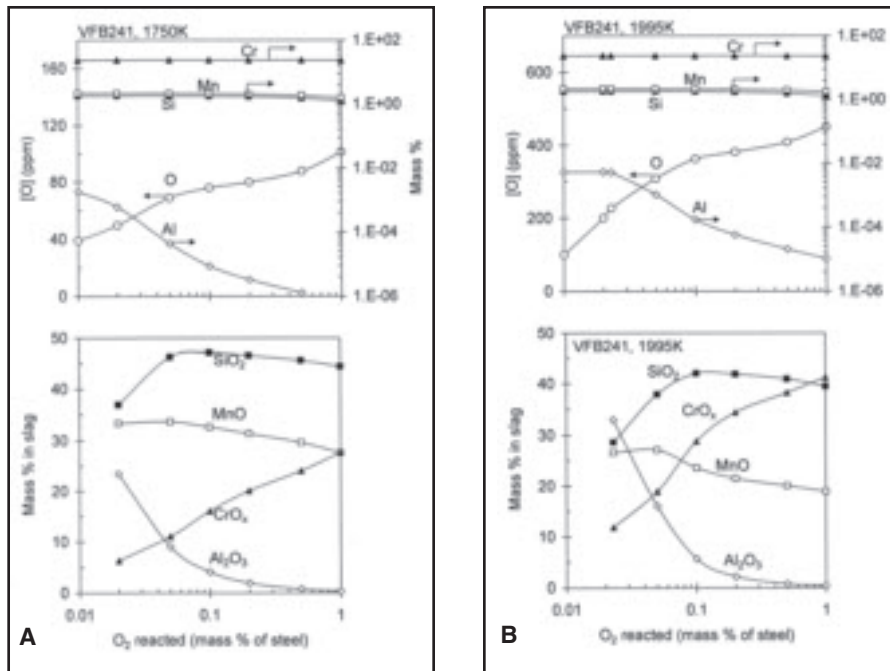 VFB241, 1750K
1.E+02
Cr
160
Mn
1.E+00
Si
120
[O] (ppm)
1.E-02
Mass %
80
O
Al
1.E-04
40
0
1.E-06
50
SiO₂
40
MnO
30
Mass % in slag
20
CrOₓ
10
Al₂O₃
0
0.01
0.1
1
O₂ reacted (mass % of steel)
A
VFB241, 1995K
1.E+02
Cr
600
Mn
1.E+00
Si
400
[O] (ppm)
O
1.E-02
Al
200
1.E-04
0
1.E-06
50
VFB241, 1995K
SiO₂
40
CrOₓ
30
MnO
Mass % in slag
20
10
Al₂O₃
0
0.01
0.1
1
O₂ reacted (mass % of steel)
B